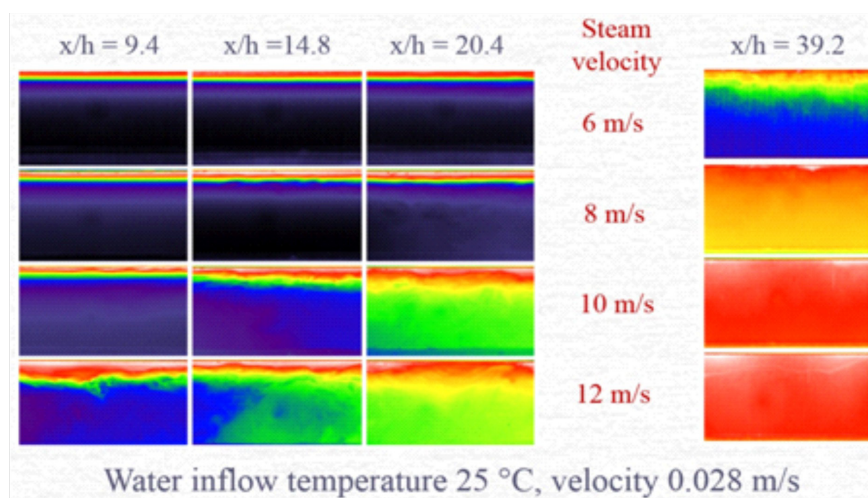 x/h = 9.4 x/h =14.8 x/h = 20.4 Steam velocity x/h = 39.2
6 m/s
8 m/s
10 m/s
12 m/s
Water inflow temperature 25 °C, velocity 0.028 m/s